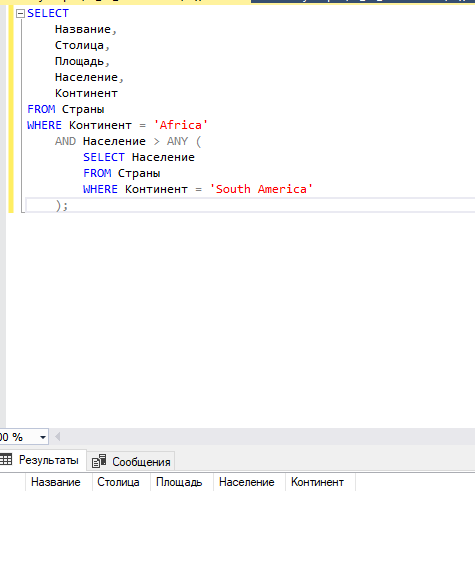 SELECT
Название,
Столица,
Площадь,
Население,
Континент
FROM Страны
WHERE Континент = 'Africa'
AND Население > ANY (
SELECT Население
FROM Страны
WHERE Континент = 'South America'
);
00 %
Результаты Сообщения
Название Столица Площадь Население Континент